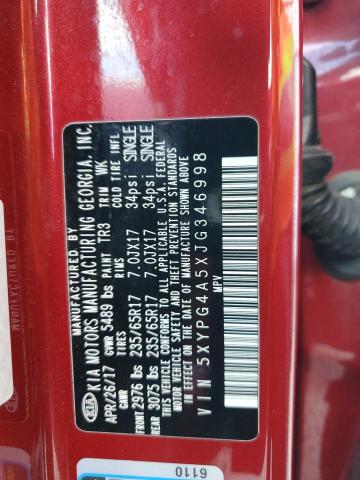 MANUFACTURED BY
KIA KIA MOTORS MANUFACTURING GEORGIA, INC.
APR/26/17 GVWR 5489 lbs PAINT TR3 TRIM WK
GAWR TIRES RIMS COLD TIRE INFL.
FRONT 2976 lbs 235/65R17 7.0JX17 34psi SINGLE
REAR 3075 lbs 235/65R17 7.0JX17 34psi SINGLE
THIS VEHICLE CONFORMS TO ALL APPLICABLE U.S.A. FEDERAL
MOTOR VEHICLE SAFETY, BUMPER, AND THEFT PREVENTION STANDARDS
IN EFFECT ON THE DATE OF MANUFACTURE SHOWN ABOVE.
VIN 5XYPG4A5XJG346998
MPV
6110